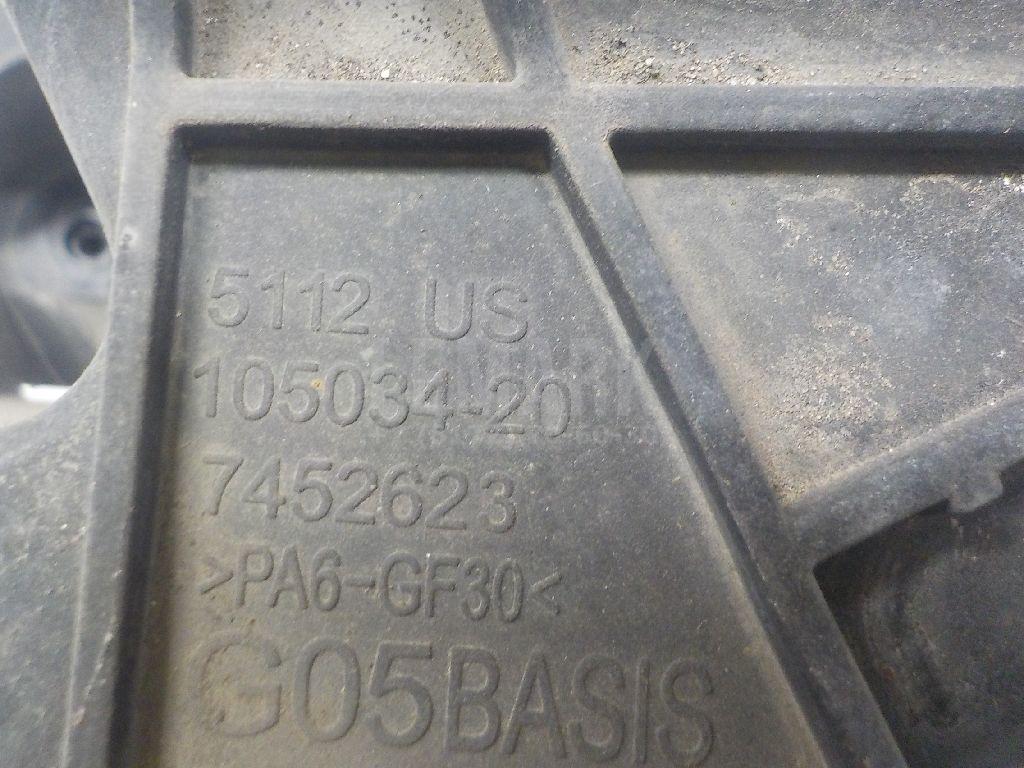 5112 US
105034-20
7452623
>PA6-GF30<
G05BASIS